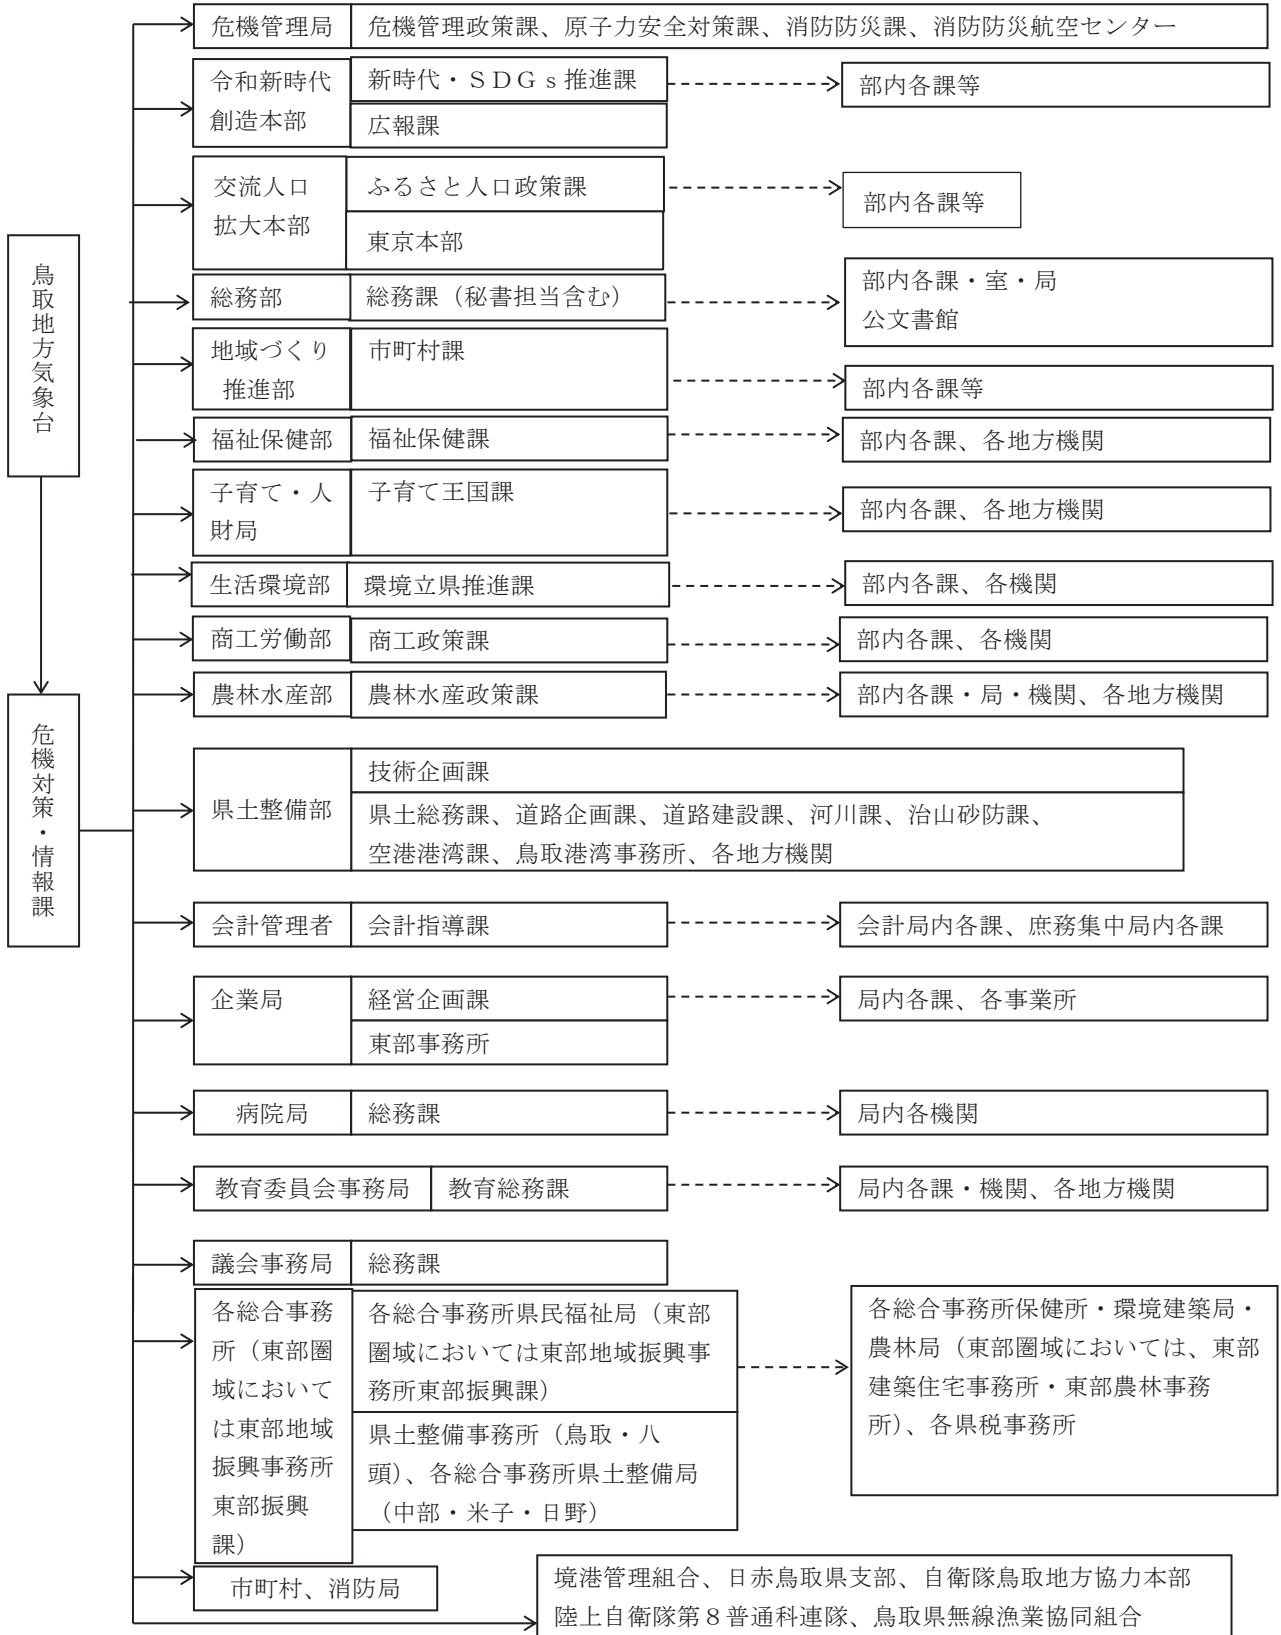 鳥取地方気象台
危機対策・情報課
危機管理局
危機管理政策課、原子力安全対策課、消防防災課、消防防災航空センター
令和新時代
創造本部
新時代・ＳＤＧｓ推進課
広報課
部内各課等
交流人口
拡大本部
ふるさと人口政策課
東京本部
部内各課等
総務部
総務課（秘書担当含む）
部内各課・室・局
公文書館
地域づくり
推進部
市町村課
部内各課等
福祉保健部
福祉保健課
部内各課、各地方機関
子育て・人
財局
子育て王国課
部内各課、各地方機関
生活環境部
環境立県推進課
部内各課、各機関
商工労働部
商工政策課
部内各課、各機関
農林水産部
農林水産政策課
部内各課・局・機関、各地方機関
県土整備部
技術企画課
県土総務課、道路企画課、道路建設課、河川課、治山砂防課、
空港港湾課、鳥取港湾事務所、各地方機関
会計管理者
会計指導課
会計局内各課、庶務集中局内各課
企業局
経営企画課
東部事務所
局内各課、各事業所
病院局
総務課
局内各機関
教育委員会事務局
教育総務課
局内各課・機関、各地方機関
議会事務局
総務課
各総合事務
所（東部圏
域において
は東部地域
振興事務所
東部振興
課）
各総合事務所県民福祉局（東部
圏域においては東部地域振興事
務所東部振興課）
県土整備事務所（鳥取・八
頭）、各総合事務所県土整備局
（中部・米子・日野）
各総合事務所保健所・環境建築局・
農林局（東部圏域においては、東部
建築住宅事務所・東部農林事務
所）、各県税事務所
市町村、消防局
境港管理組合、日赤鳥取県支部、自衛隊鳥取地方協力本部
陸上自衛隊第８普通科連隊、鳥取県無線漁業協同組合